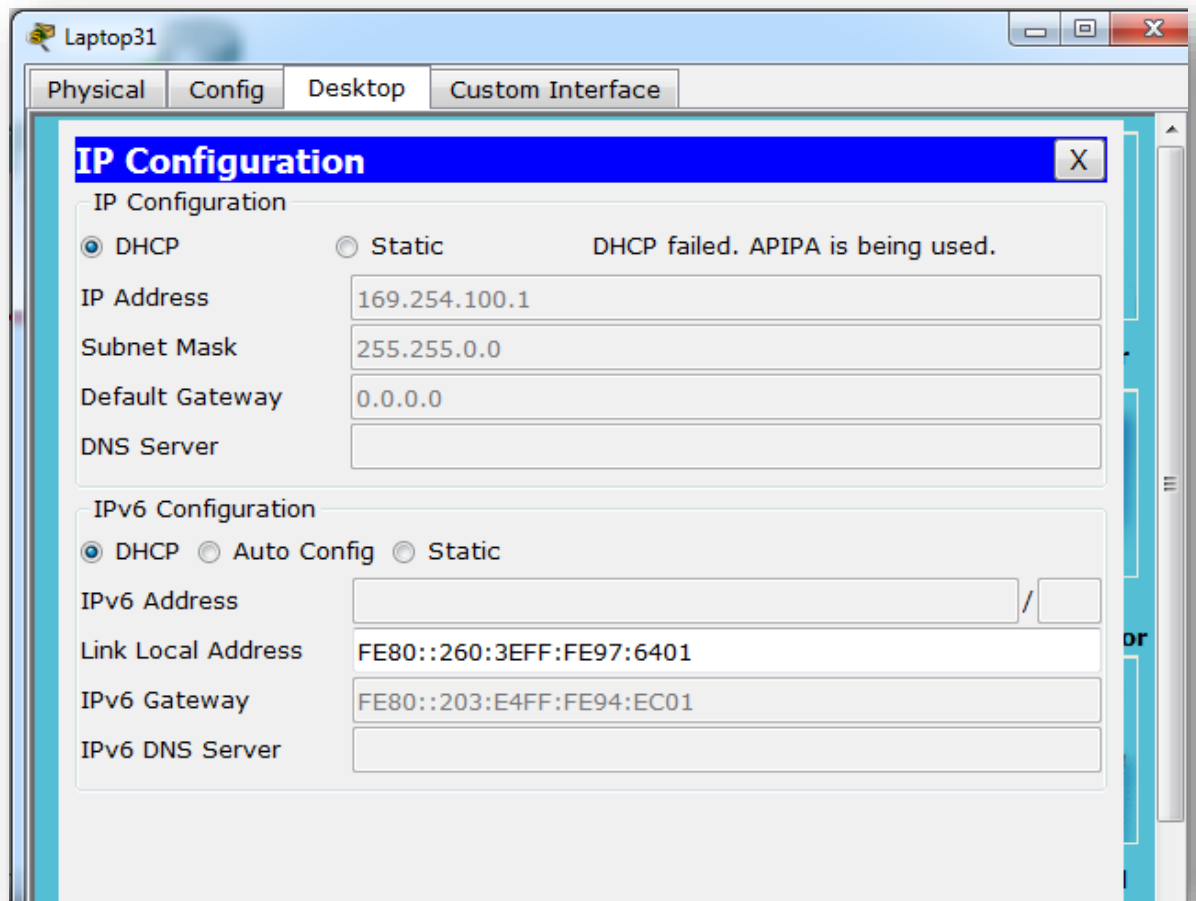 Laptop31
Physical Config Desktop Custom Interface
IP Configuration X
IP Configuration
DHCP Static DHCP failed. APIPA is being used.
IP Address 169.254.100.1
Subnet Mask 255.255.0.0
Default Gateway 0.0.0.0
DNS Server
IPv6 Configuration
DHCP Auto Config Static
IPv6 Address /
Link Local Address FE80::260:3EFF:FE97:6401
IPv6 Gateway FE80::203:E4FF:FE94:EC01
IPv6 DNS Server
or